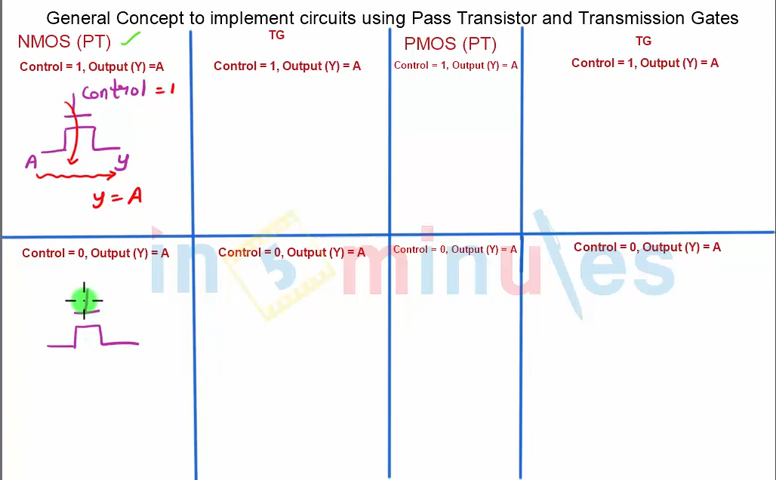 General Concept to implement circuits using Pass Transistor and Transmission Gates
NMOS (PT)
TG
PMOS (PT)
TG
Control = 1, Output (Y) =A
Control = 1, Output (Y) = A
Control = 1, Output (Y) = A
Control = 1, Output (Y) = A
Control = 1
A
Y
y = A
Control = 0, Output (Y) = A
Control = 0, Output (Y) = A
Control = 0, Output (Y) = A
Control = 0, Output (Y) = A
in 5 minutes